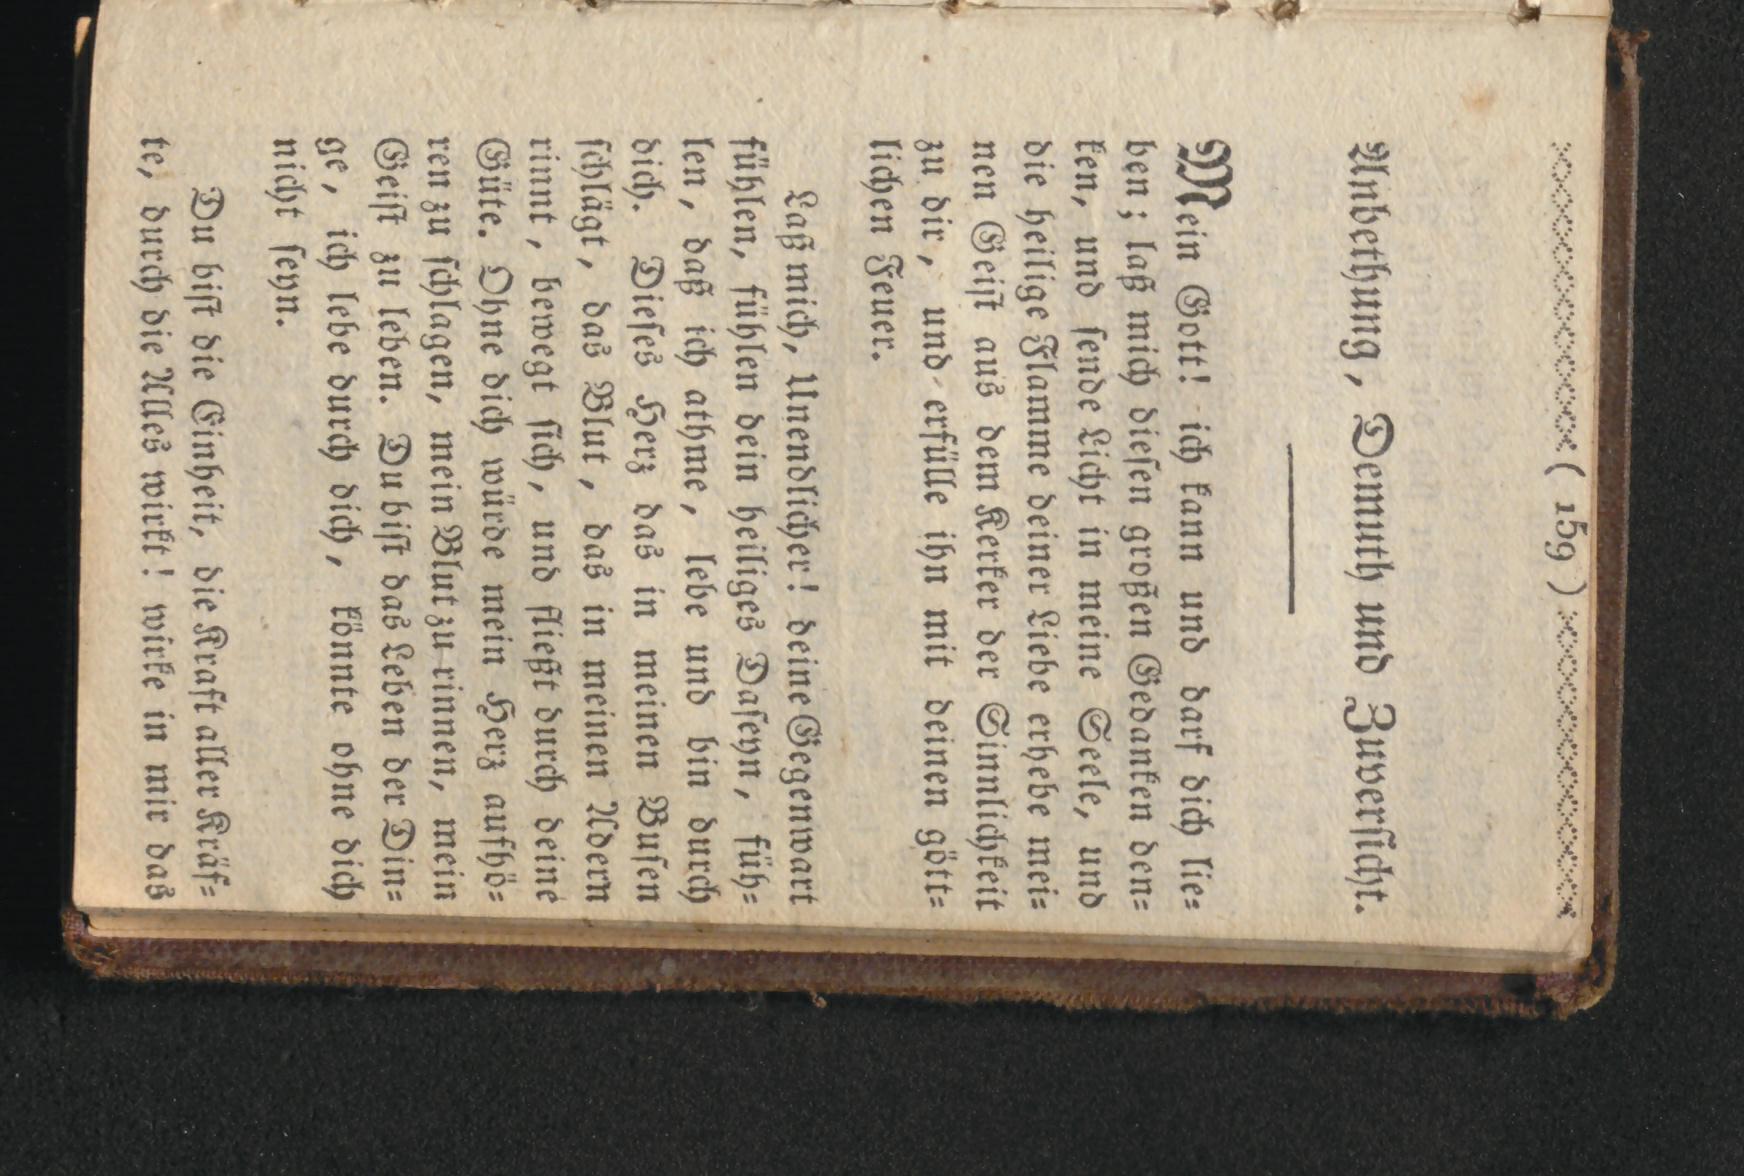 ( 159 )
Anbethung, Demuth und Zuversicht.
Mein Gott! ich kann und darf dich lie=
ben; laß mich diesen großen Gedanken den=
ken, und sende Licht in meine Seele, und
die heilige Flamme deiner Liebe erhebe mei=
nen Geist aus dem Kerker der Sinnlichkeit
zu dir, und erfülle ihn mit deinen gött=
lichen Feuer.
Laß mich, Unendlicher! deine Gegenwart
fühlen, fühlen dein heiliges Daseyn, füh=
len, daß ich athme, lebe und bin durch
dich. Dieses Herz das in meinen Busen
schlägt, das Blut, das in meinen Adern
rinnt, bewegt sich, und fließt durch deine
Güte. Ohne dich würde mein Herz aufhö=
ren zu schlagen, mein Blut zu rinnen, mein
Geist zu leben. Du bist das Leben der Din=
ge, ich lebe durch dich, könnte ohne dich
nicht seyn.
Du bist die Einheit, die Kraft aller Kräf=
te, durch die Alles wirkt! wirke in mir das